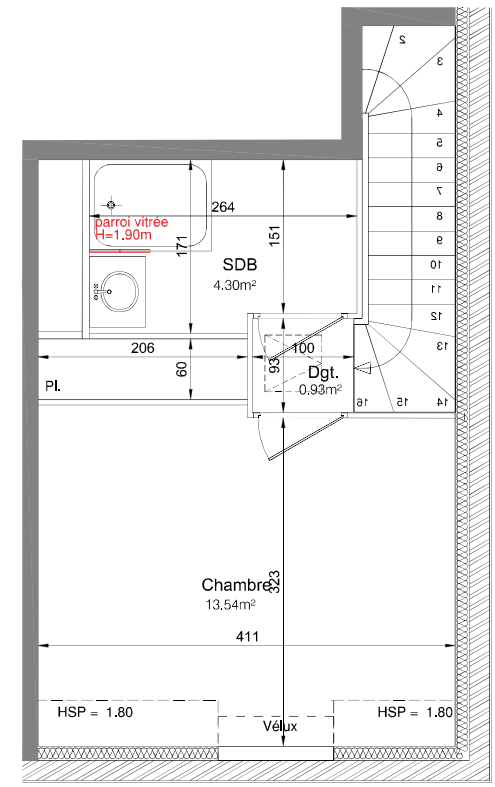 2
3
4
5
6
7
8
9
10
11
12
13
14
15
16
264
parroi vitrée
H=1.90m
171
151
SDB
4.30m²
206
100
93
60
Dgt.
0.93m²
Pl.
Chambre
13.54m²
323
411
HSP = 1.80
HSP = 1.80
Vélux